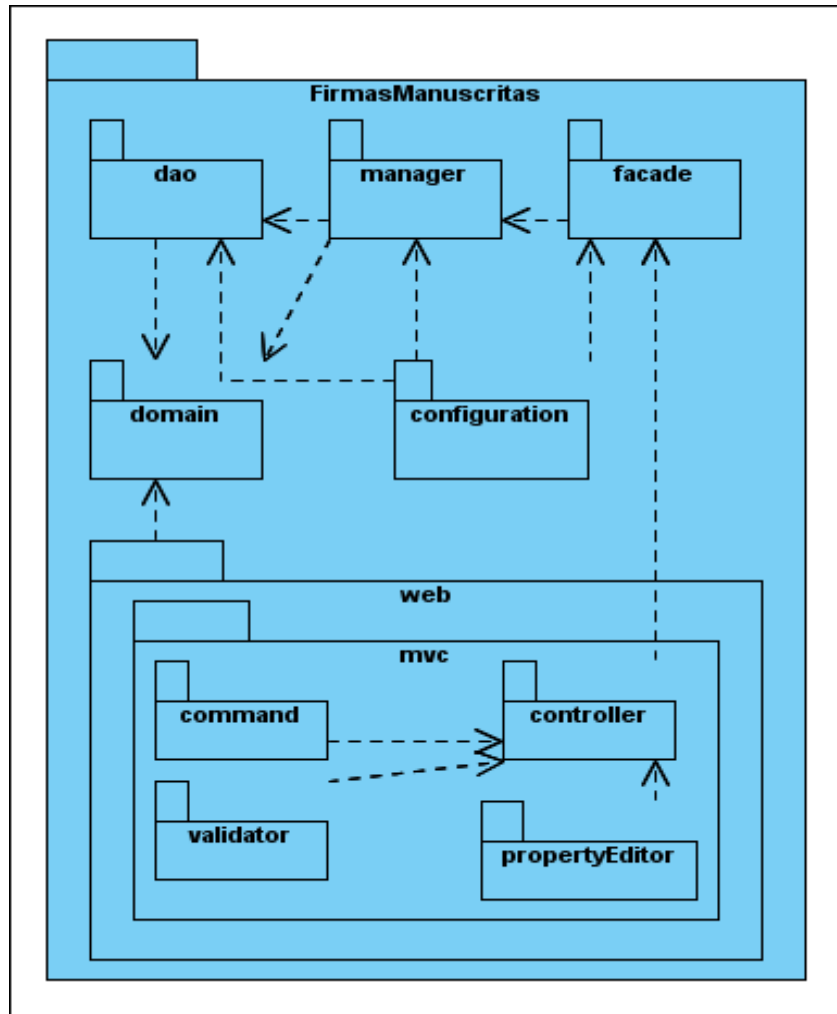 FirmasManuscritas
dao
manager
facade
domain
configuration
web
mvc
command
controller
validator
propertyEditor